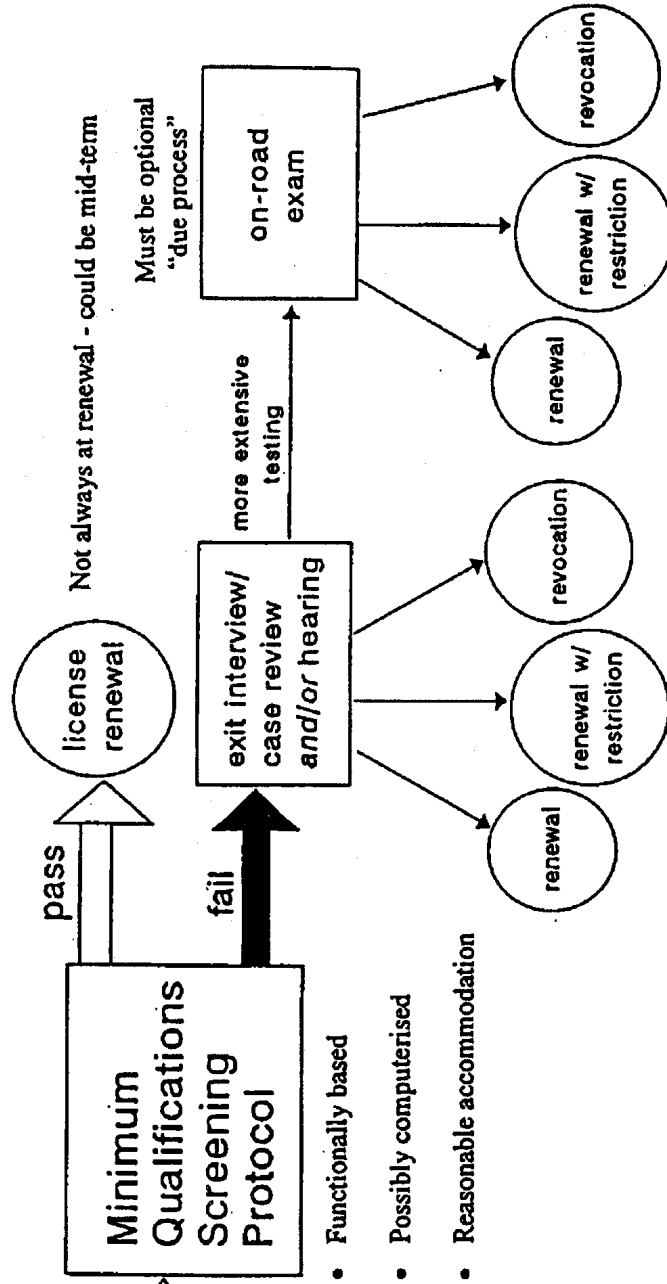 Minimum
Qualifications
Screening
Protocol
• Functionally based
• Possibly computerised
• Reasonable accommodation
pass
fail
license
renewal
Not always at renewal - could be mid-term
exit interview/
case review
and/or hearing
renewal
renewal w/
restriction
revocation
more extensive
testing
Must be optional
“due process”
on-road
exam
renewal
renewal w/
restriction
revocation